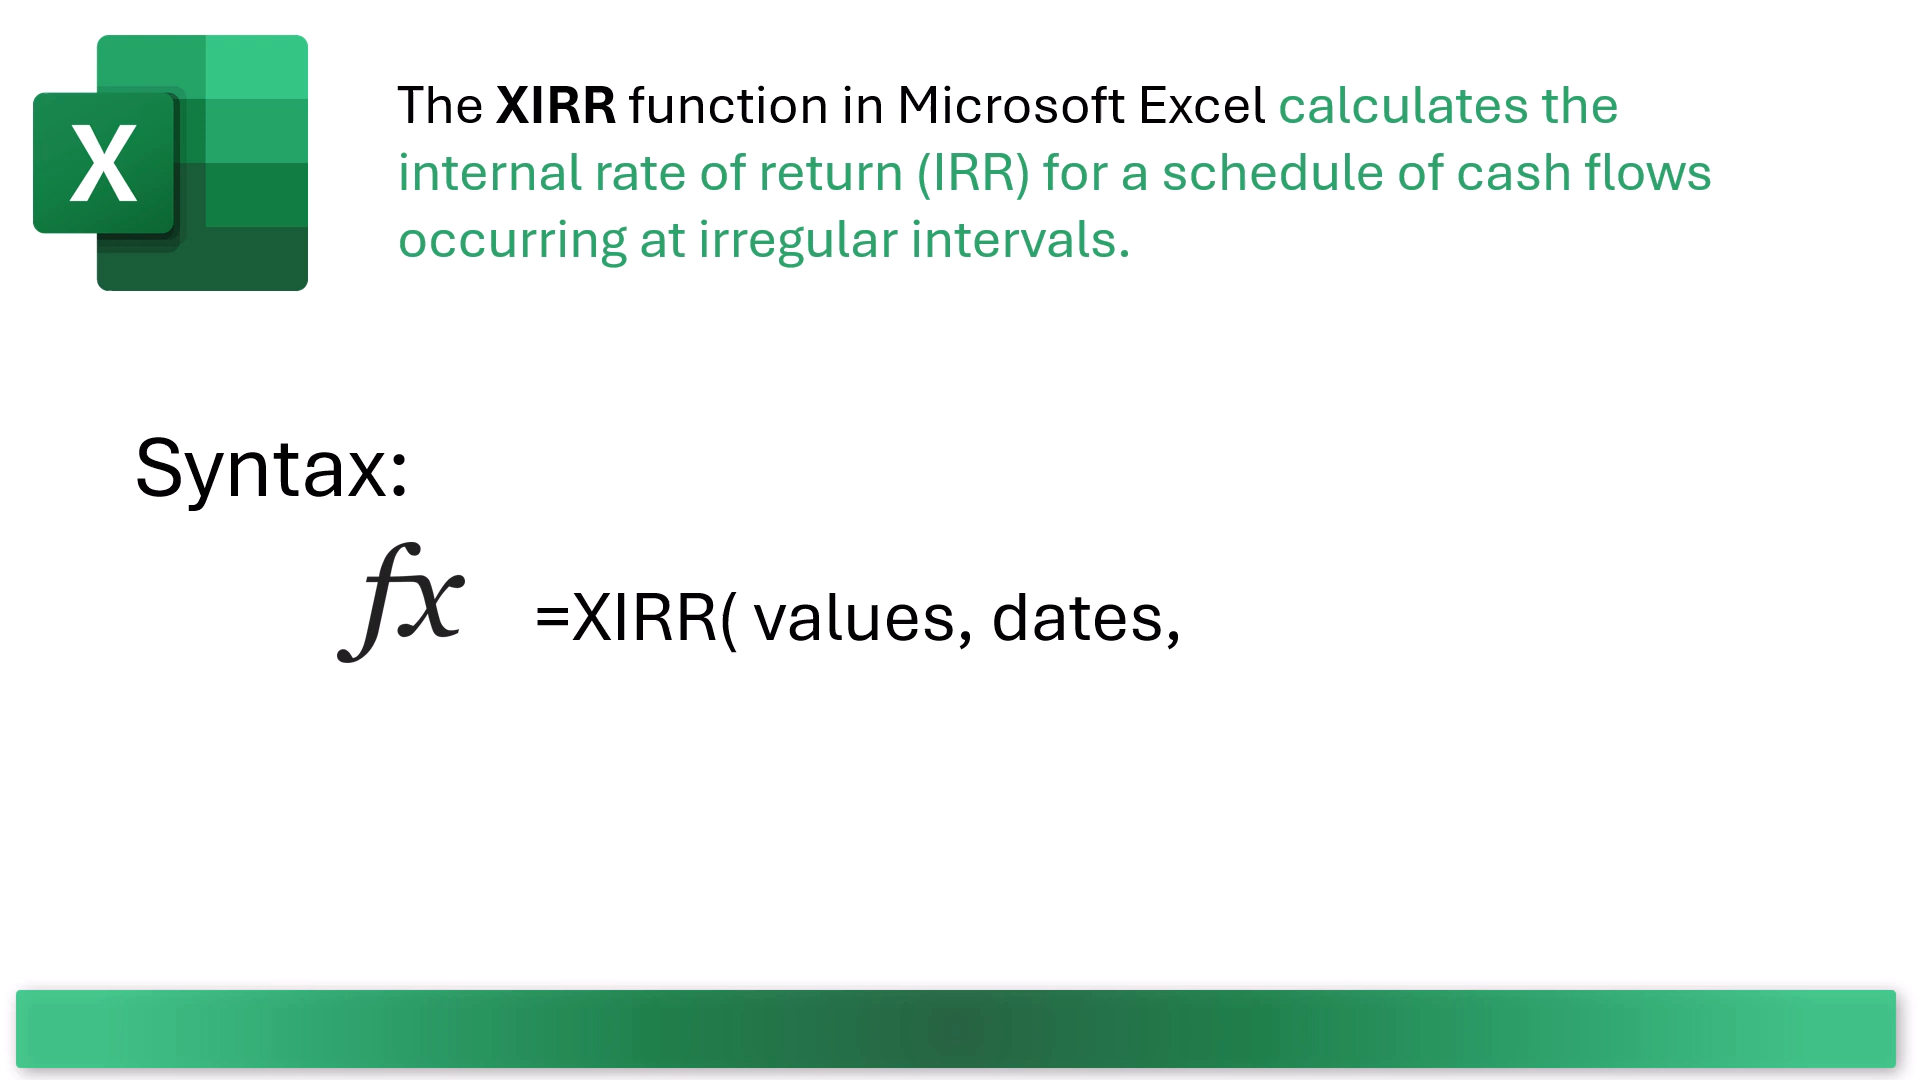 X
The XIRR function in Microsoft Excel calculates the
internal rate of return (IRR) for a schedule of cash flows
occurring at irregular intervals.
Syntax:
fx =XIRR( values, dates,